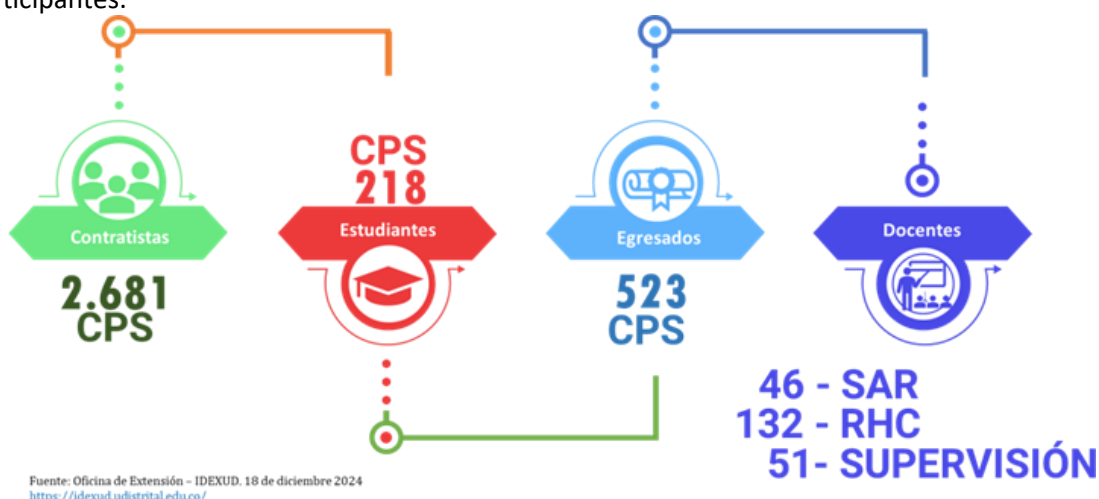 rticipantes:
CPS
218
Contratistas
Estudiantes
Egresados
Docentes
2.681
CPS
523
CPS
46 - SAR
132 - RHC
51- SUPERVISIÓN
Fuente: Oficina de Extensión – IDEXUD. 18 de diciembre 2024
https://idexud.udistrital.edu.co/